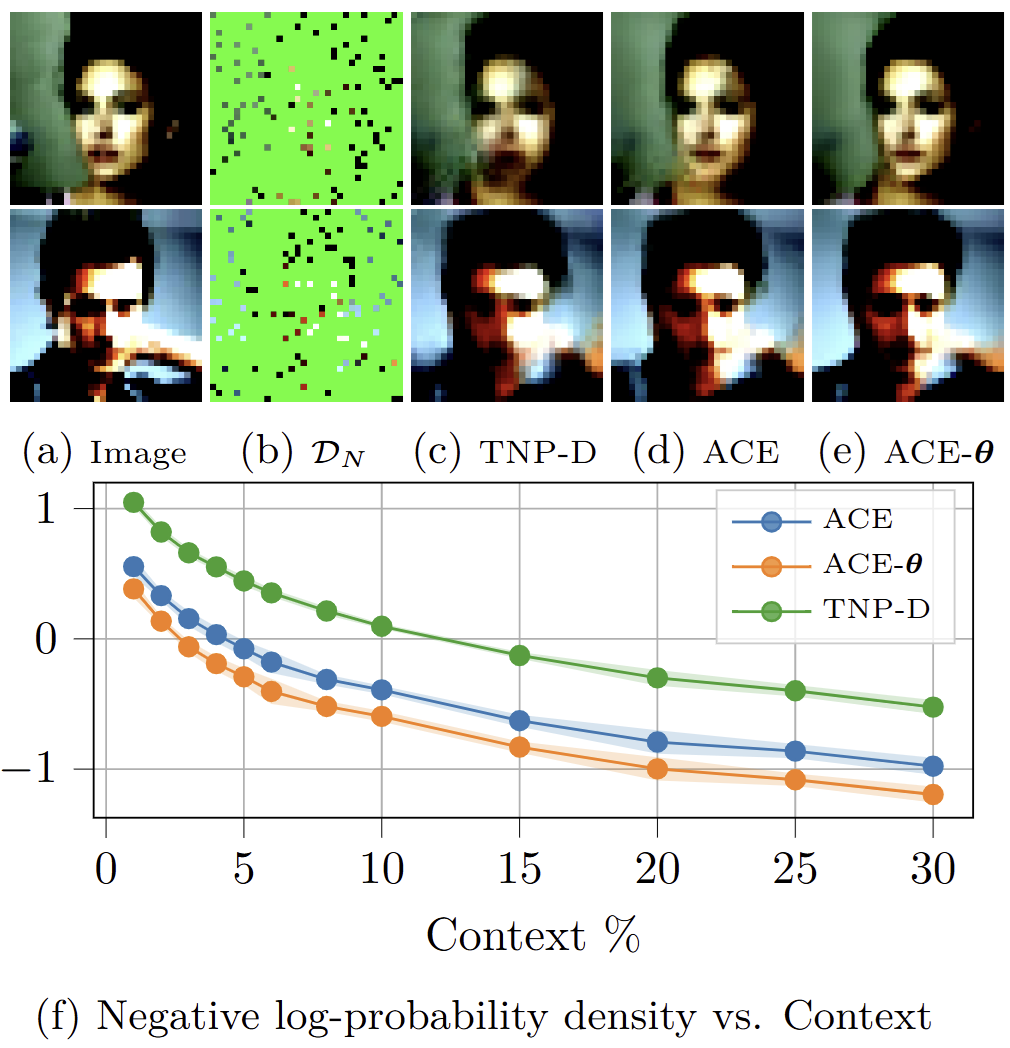 (a) Image (b) 𝒟_N (c) TNP-D (d) ACE (e) ACE-θ
1
0
−1
ACE
ACE-θ
TNP-D
0 5 10 15 20 25 30
Context %
(f) Negative log-probability density vs. Context